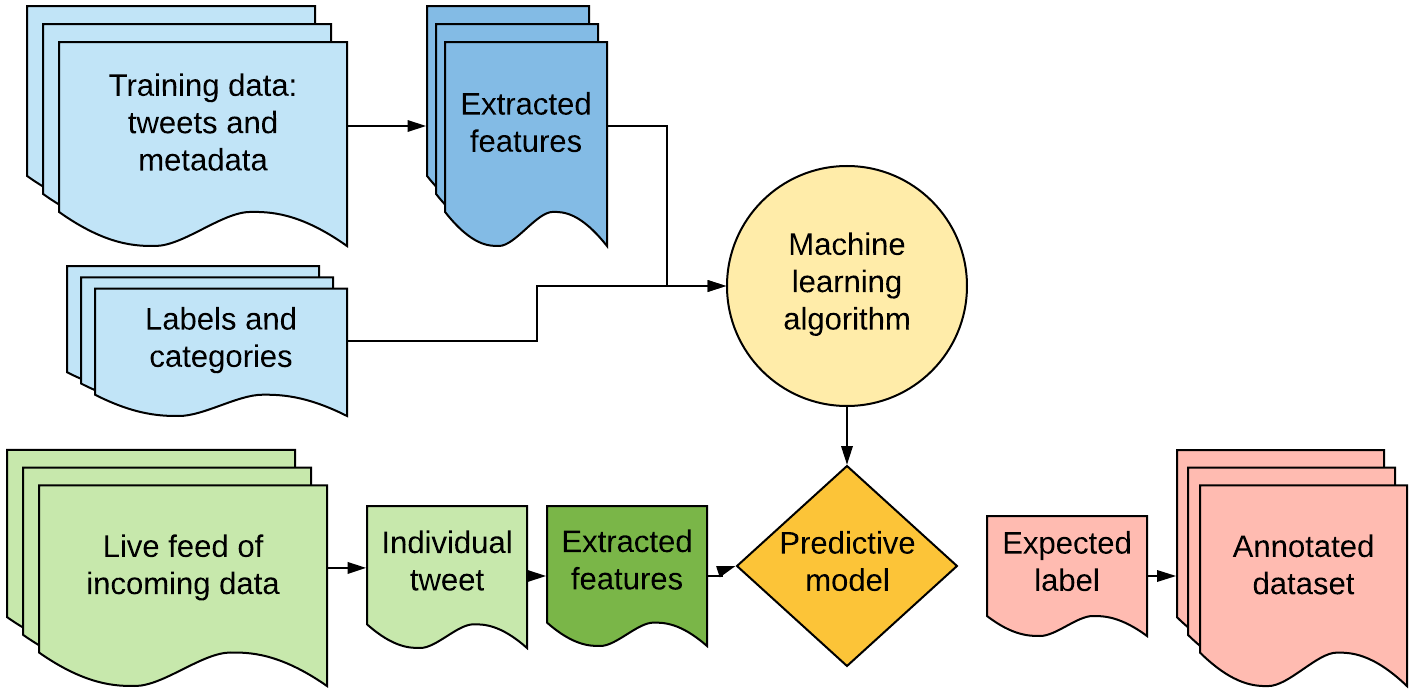 Training data:
tweets and
metadata
Extracted
features
Labels and
categories
Machine
learning
algorithm
Live feed of
incoming data
Individual
tweet
Extracted
features
Predictive
model
Expected
label
Annotated
dataset